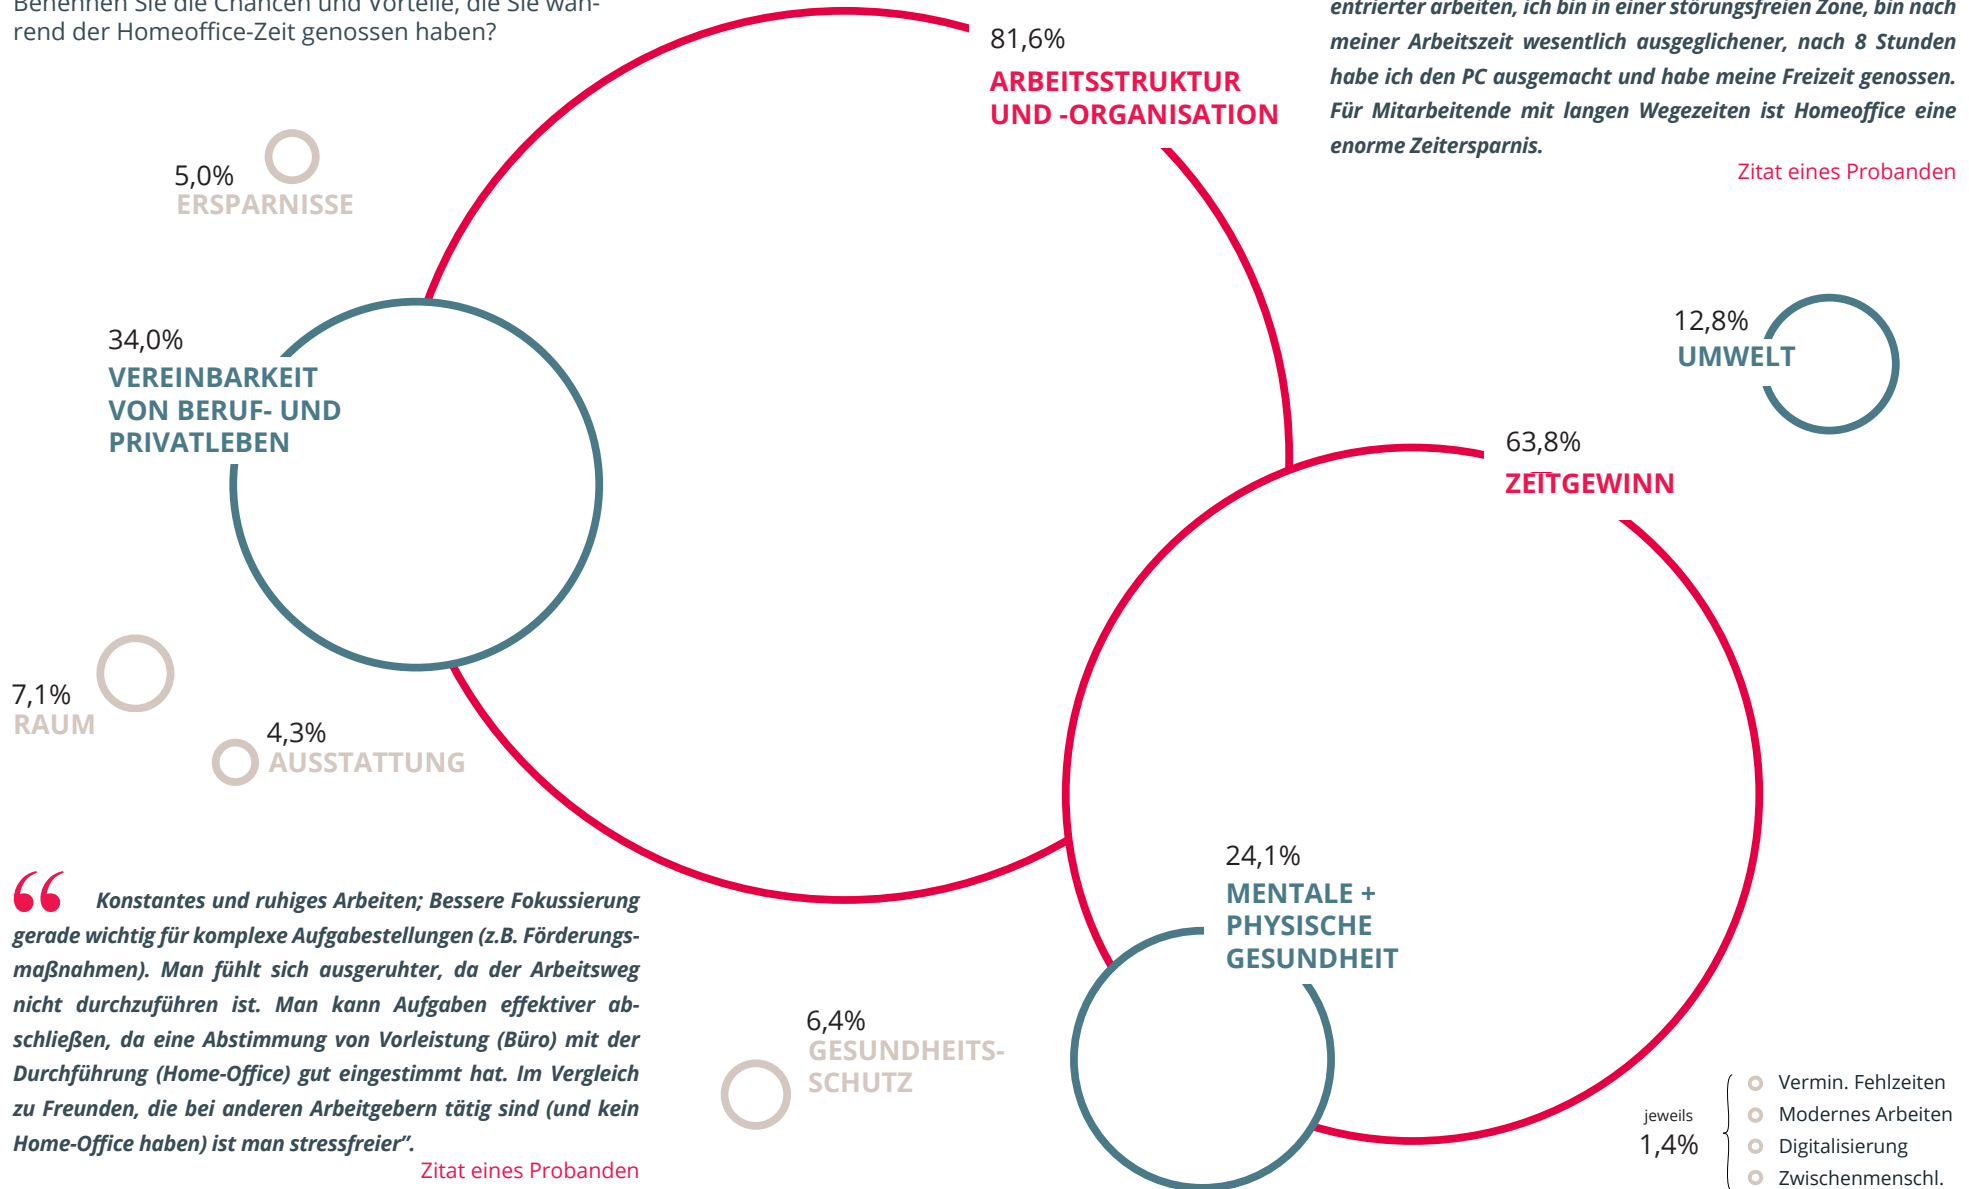 Benennen Sie die Chancen und Vorteile, die Sie wäh-
rend der Homeoffice-Zeit genossen haben?
81,6%
ARBEITSSTRUKTUR
UND -ORGANISATION
entrierter arbeiten, ich bin in einer störungsfreien Zone, bin nach
meiner Arbeitszeit wesentlich ausgeglichener, nach 8 Stunden
habe ich den PC ausgemacht und habe meine Freizeit genossen.
Für Mitarbeitende mit langen Wegezeiten ist Homeoffice eine
enorme Zeitersparnis.
Zitat eines Probanden
5,0%
ERSPARNISSE
34,0%
VEREINBARKEIT
VON BERUF- UND
PRIVATLEBEN
12,8%
UMWELT
63,8%
ZEITGEWINN
7,1%
RAUM
4,3%
AUSSTATTUNG
24,1%
MENTALE +
PHYSISCHE
GESUNDHEIT
“ Konstantes und ruhiges Arbeiten; Bessere Fokussierung
gerade wichtig für komplexe Aufgabestellungen (z.B. Förderungs-
maßnahmen). Man fühlt sich ausgeruhter, da der Arbeitsweg
nicht durchzuführen ist. Man kann Aufgaben effektiver ab-
schließen, da eine Abstimmung von Vorleistung (Büro) mit der
Durchführung (Home-Office) gut eingestimmt hat. Im Vergleich
zu Freunden, die bei anderen Arbeitgebern tätig sind (und kein
Home-Office haben) ist man stressfreier”.
Zitat eines Probanden
6,4%
GESUNDHEITS-
SCHUTZ
jeweils
1,4%
Vermin. Fehlzeiten
Modernes Arbeiten
Digitalisierung
Zwischenmenschl.